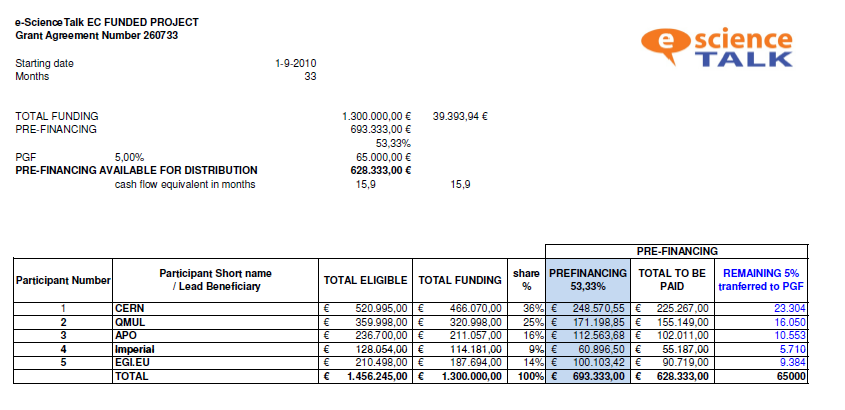 e-ScienceTalk EC FUNDED PROJECT
Grant Agreement Number 260733
e science
TALK
Starting date 1-9-2010
Months 33
TOTAL FUNDING 1.300.000,00 € 39.393,94 €
PRE-FINANCING 693.333,00 €
53,33%
PGF 5,00% 65.000,00 €
PRE-FINANCING AVAILABLE FOR DISTRIBUTION 628.333,00 €
cash flow equivalent in months 15,9 15,9
PRE-FINANCING
Participant Number Participant Short name / Lead Beneficiary TOTAL ELIGIBLE TOTAL FUNDING share % PREFINANCING 53,33% TOTAL TO BE PAID REMAINING 5% tranferred to PGF
1 CERN € 520.995,00 € 466.070,00 36% € 248.570,55 € 225.267,00 23.304
2 QMUL € 359.998,00 € 320.998,00 25% € 171.198,85 € 155.149,00 16.050
3 APO € 236.700,00 € 211.057,00 16% € 112.563,68 € 102.011,00 10.553
4 Imperial € 128.054,00 € 114.181,00 9% € 60.896,50 € 55.187,00 5.710
5 EGI.EU € 210.498,00 € 187.694,00 14% € 100.103,42 € 90.719,00 9.384
TOTAL € 1.456.245,00 € 1.300.000,00 100% € 693.333,00 € 628.333,00 65000